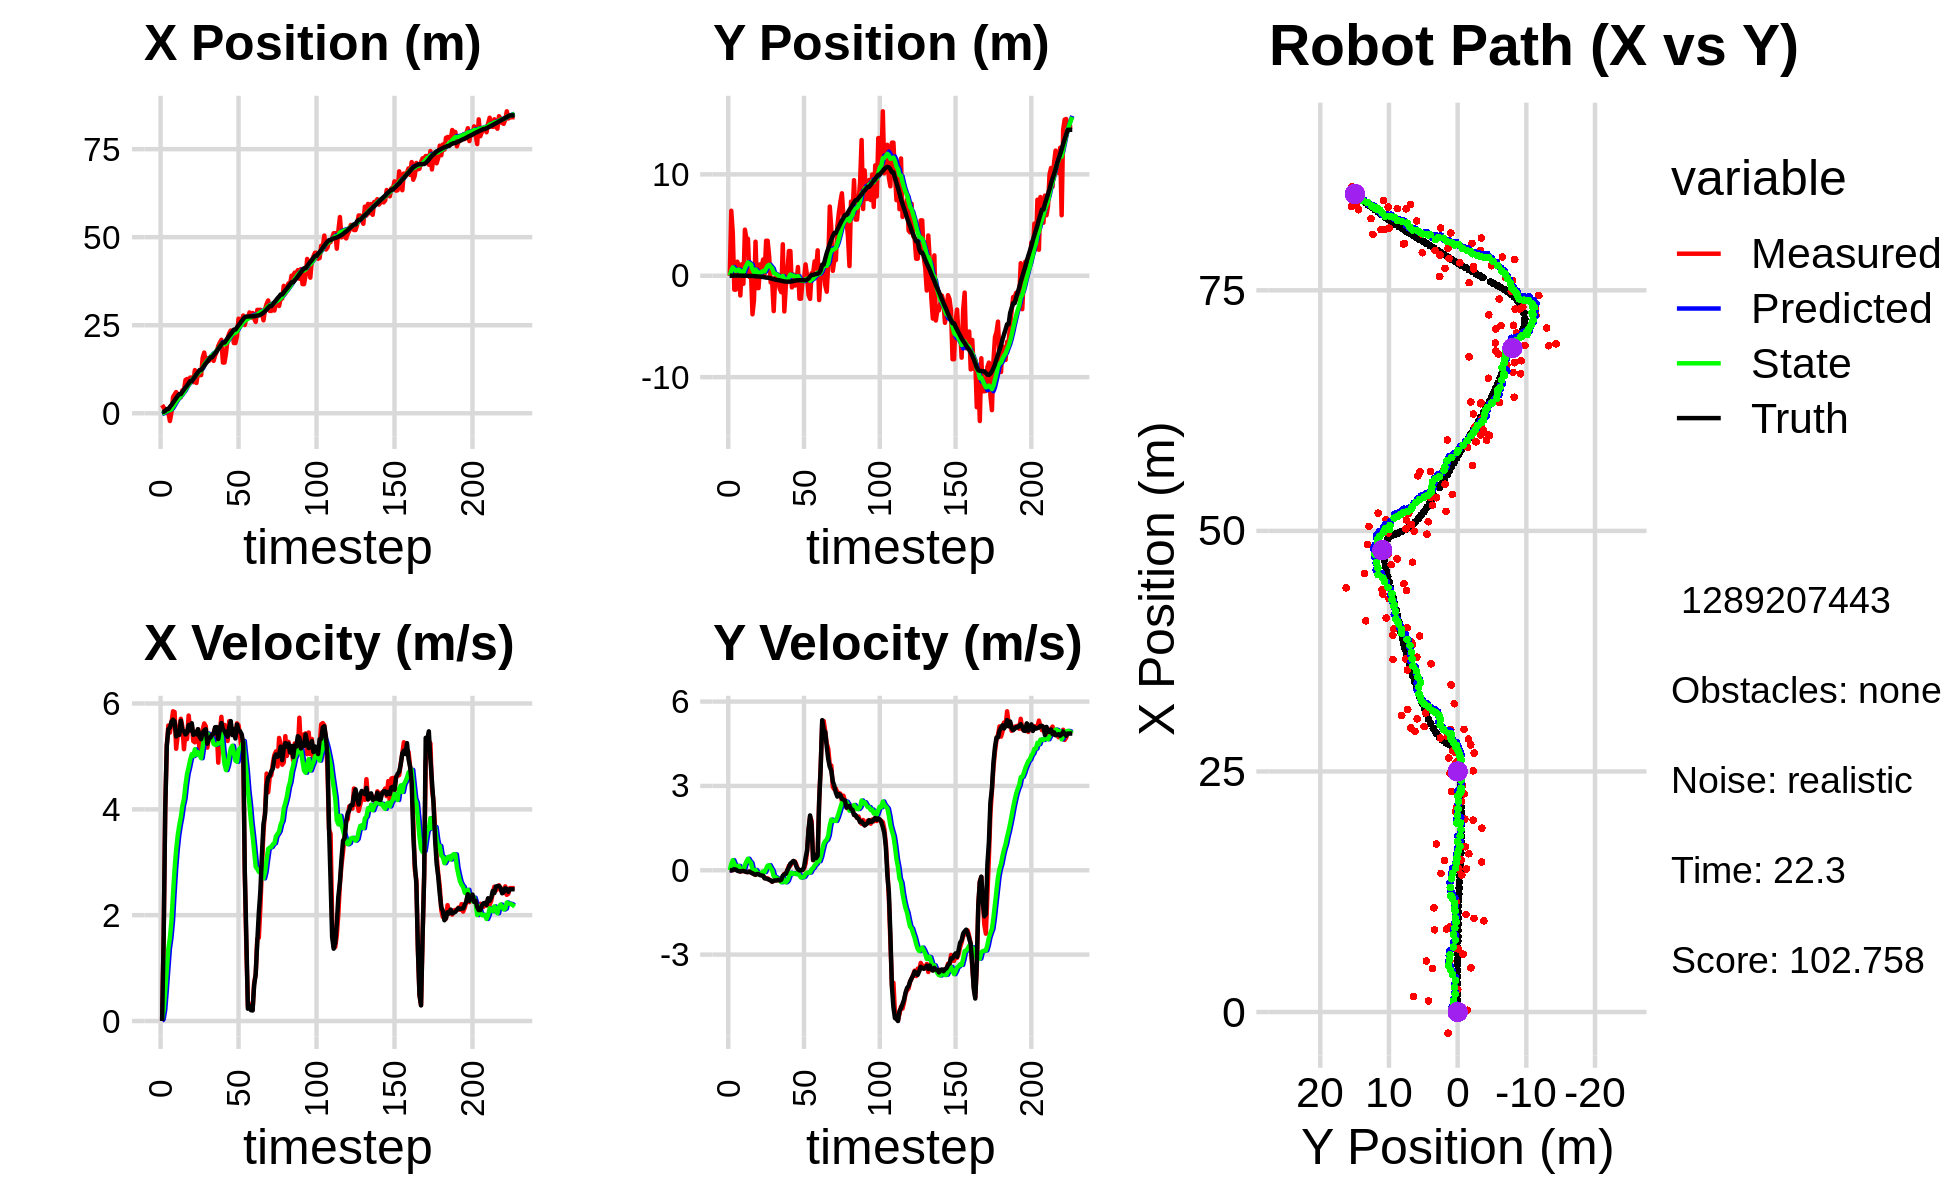 X Position (m)
75
50
25
0
0
50
100
150
200
timestep
Y Position (m)
10
0
-10
0
50
100
150
200
timestep
X Velocity (m/s)
6
4
2
0
0
50
100
150
200
timestep
Y Velocity (m/s)
6
3
0
-3
0
50
100
150
200
timestep
Robot Path (X vs Y)
X Position (m)
75
50
25
0
20 10 0 -10 -20
Y Position (m)
variable
Measured
Predicted
State
Truth
1289207443
Obstacles: none
Noise: realistic
Time: 22.3
Score: 102.758